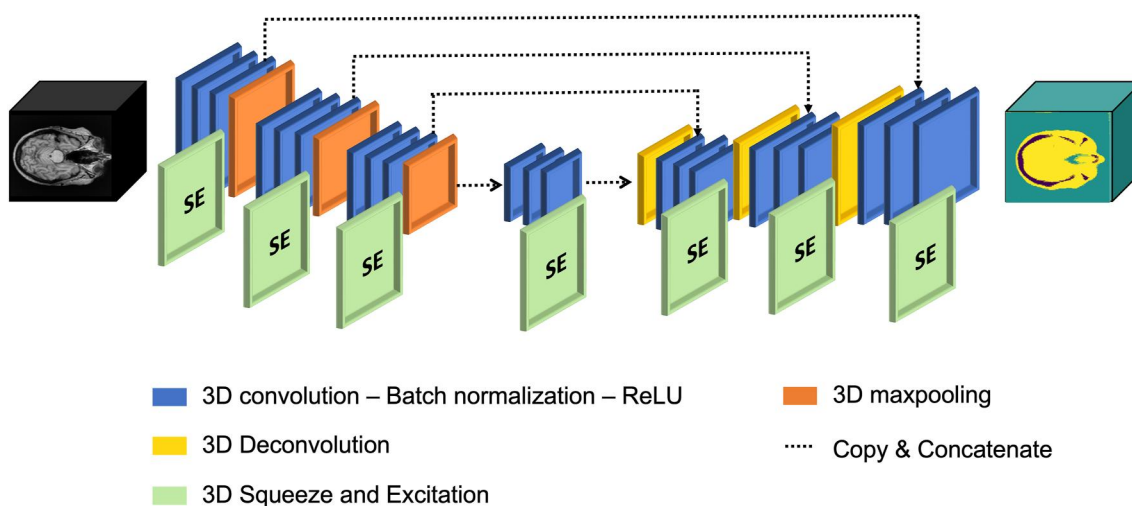 SE
SE
SE
SE
SE
SE
SE
3D convolution – Batch normalization – ReLU
3D maxpooling
3D Deconvolution
Copy & Concatenate
3D Squeeze and Excitation